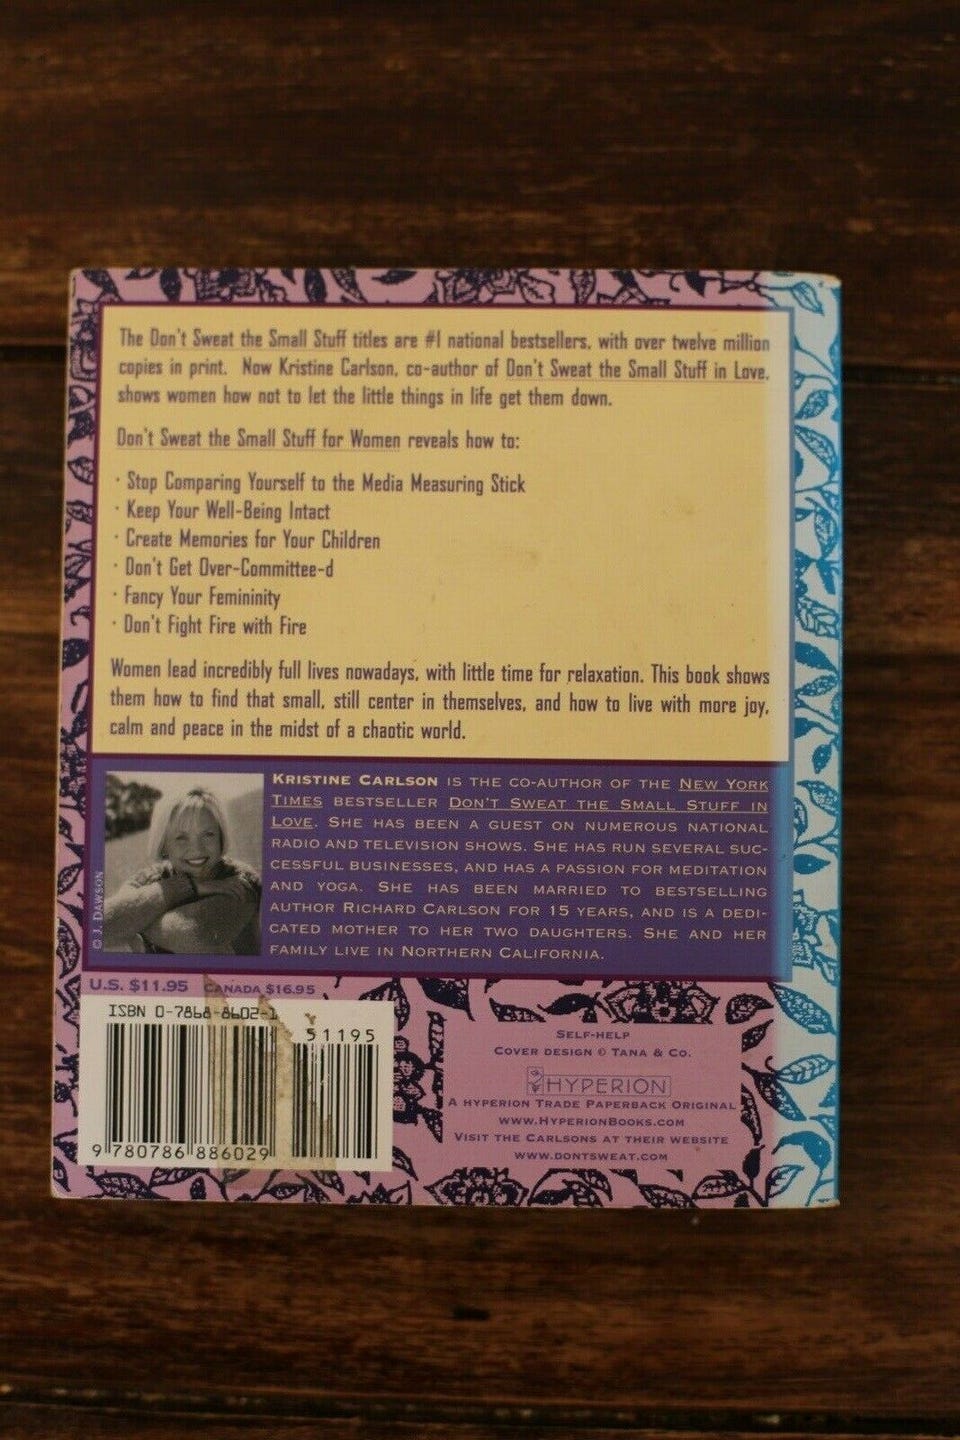 The Don't Sweat the Small Stuff titles are #1 national bestsellers, with over twelve million
copies in print. Now Kristine Carlson, co-author of Don't Sweat the Small Stuff in Love,
shows women how not to let the little things in life get them down.
Don't Sweat the Small Stuff for Women reveals how to:
· Stop Comparing Yourself to the Media Measuring Stick
· Keep Your Well-Being Intact
· Create Memories for Your Children
· Don't Get Over-Committee-d
· Fancy Your Femininity
· Don't Fight Fire with Fire
Women lead incredibly full lives nowadays, with little time for relaxation. This book shows
them how to find that small, still center in themselves, and how to live with more joy,
calm and peace in the midst of a chaotic world.
© J. Dawson
KRISTINE CARLSON IS THE CO-AUTHOR OF THE NEW YORK
TIMES BESTSELLER DON'T SWEAT THE SMALL STUFF IN
LOVE. SHE HAS BEEN A GUEST ON NUMEROUS NATIONAL
RADIO AND TELEVISION SHOWS. SHE HAS RUN SEVERAL SUC-
CESSFUL BUSINESSES, AND HAS A PASSION FOR MEDITATION
AND YOGA. SHE HAS BEEN MARRIED TO BESTSELLING
AUTHOR RICHARD CARLSON FOR 15 YEARS, AND IS A DEDI-
CATED MOTHER TO HER TWO DAUGHTERS. SHE AND HER
FAMILY LIVE IN NORTHERN CALIFORNIA.
U.S. $11.95 CANADA $16.95
ISBN 0-7868-8602-1
51195
9 780786 886029
SELF-HELP
COVER DESIGN © TANA & CO.
HYPERION
A HYPERION TRADE PAPERBACK ORIGINAL
WWW.HYPERIONBOOKS.COM
VISIT THE CARLSONS AT THEIR WEBSITE
WWW.DONTSWEAT.COM